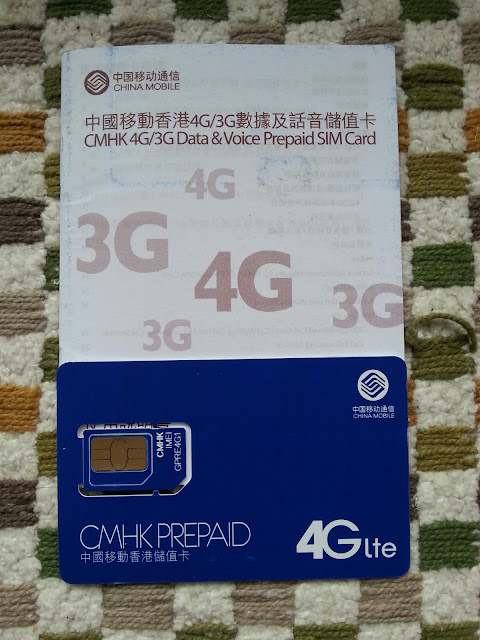 中国移动通信
CHINA MOBILE
中國移動香港4G/3G數據及話音儲值卡
CMHK 4G/3G Data & Voice Prepaid SIM Card
4G
3G
4G
3G
3G
中国移动通信
CHINA MOBILE
CMHK
IMEI
GPRE4G1
CMHK PREPAID
中國移動香港儲值卡
4G lte